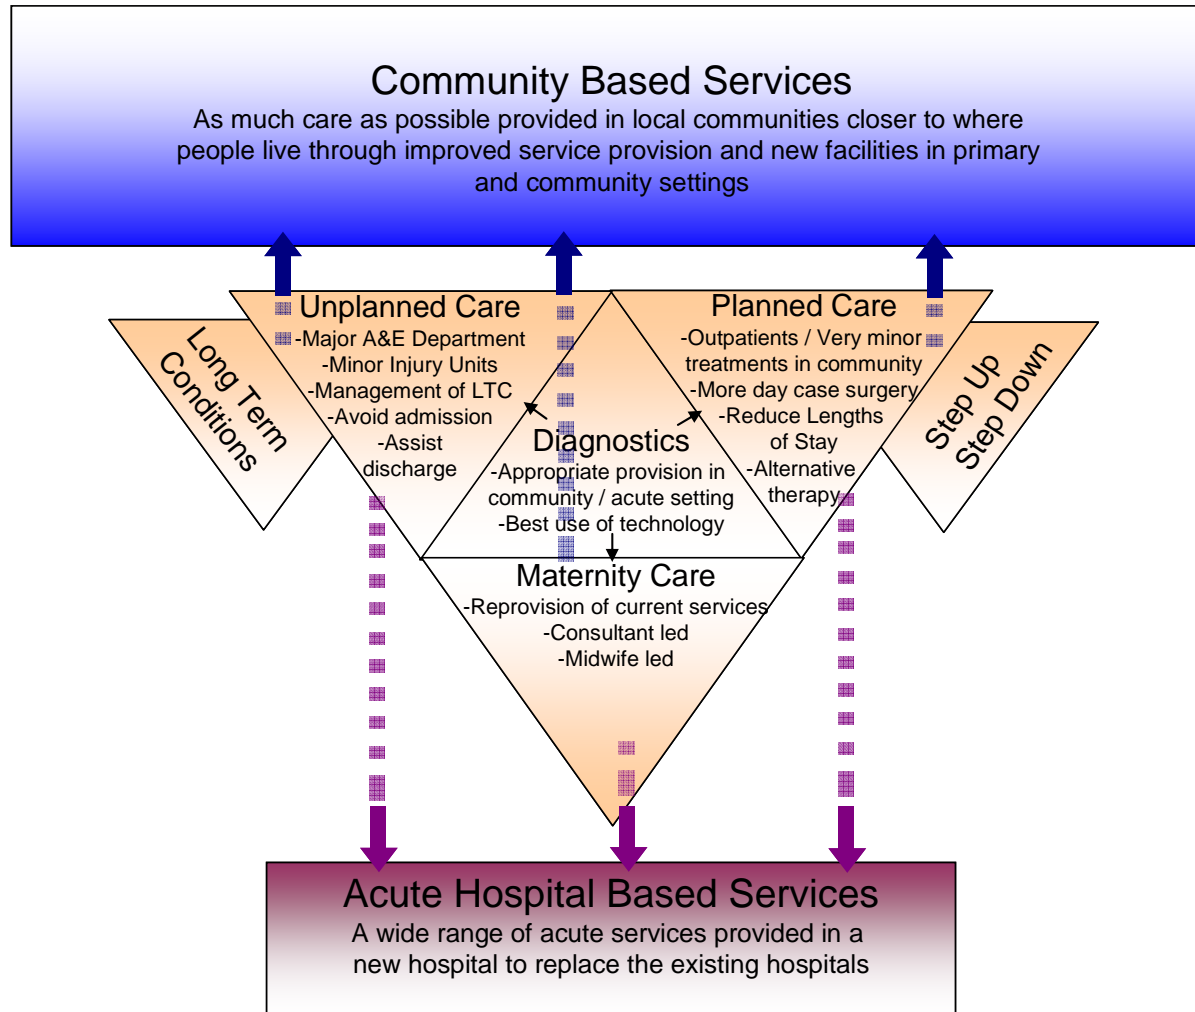 Community Based Services
As much care as possible provided in local communities closer to where
people live through improved service provision and new facilities in primary
and community settings
Long Term
Conditions
Unplanned Care
-Major A&E Department
-Minor Injury Units
-Management of LTC
-Avoid admission
-Assist
discharge
Diagnostics
-Appropriate provision in
community / acute setting
-Best use of technology
Planned Care
-Outpatients / Very minor
treatments in community
-More day case surgery
-Reduce Lengths
of Stay
-Alternative
therapy
Step Up
Step Down
Maternity Care
-Reprovision of current services
-Consultant led
-Midwife led
Acute Hospital Based Services
A wide range of acute services provided in a
new hospital to replace the existing hospitals